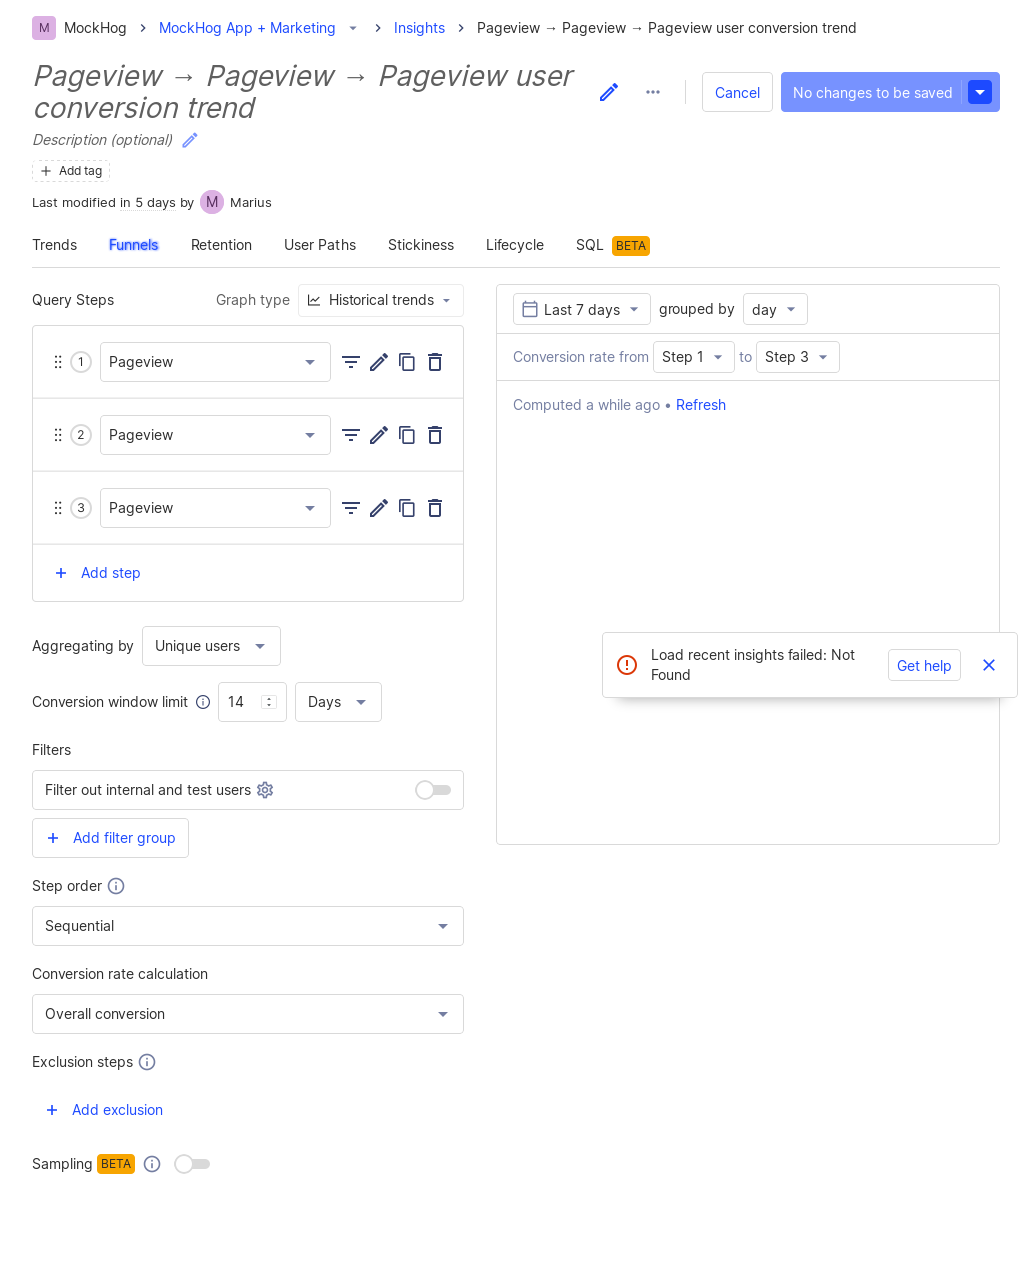 M MockHog > MockHog App + Marketing > Insights > Pageview → Pageview → Pageview user conversion trend
Pageview → Pageview → Pageview user
conversion trend
Cancel
No changes to be saved
Description (optional)
Add tag
Last modified in 5 days by M Marius
Trends Funnels Retention User Paths Stickiness Lifecycle SQL BETA
Query Steps
Graph type Historical trends
1 Pageview
2 Pageview
3 Pageview
Add step
Aggregating by Unique users
Conversion window limit 14 Days
Filters
Filter out internal and test users
Add filter group
Step order
Sequential
Conversion rate calculation
Overall conversion
Exclusion steps
Add exclusion
Sampling BETA
Last 7 days grouped by day
Conversion rate from Step 1 to Step 3
Computed a while ago • Refresh
Load recent insights failed: Not
Found
Get help